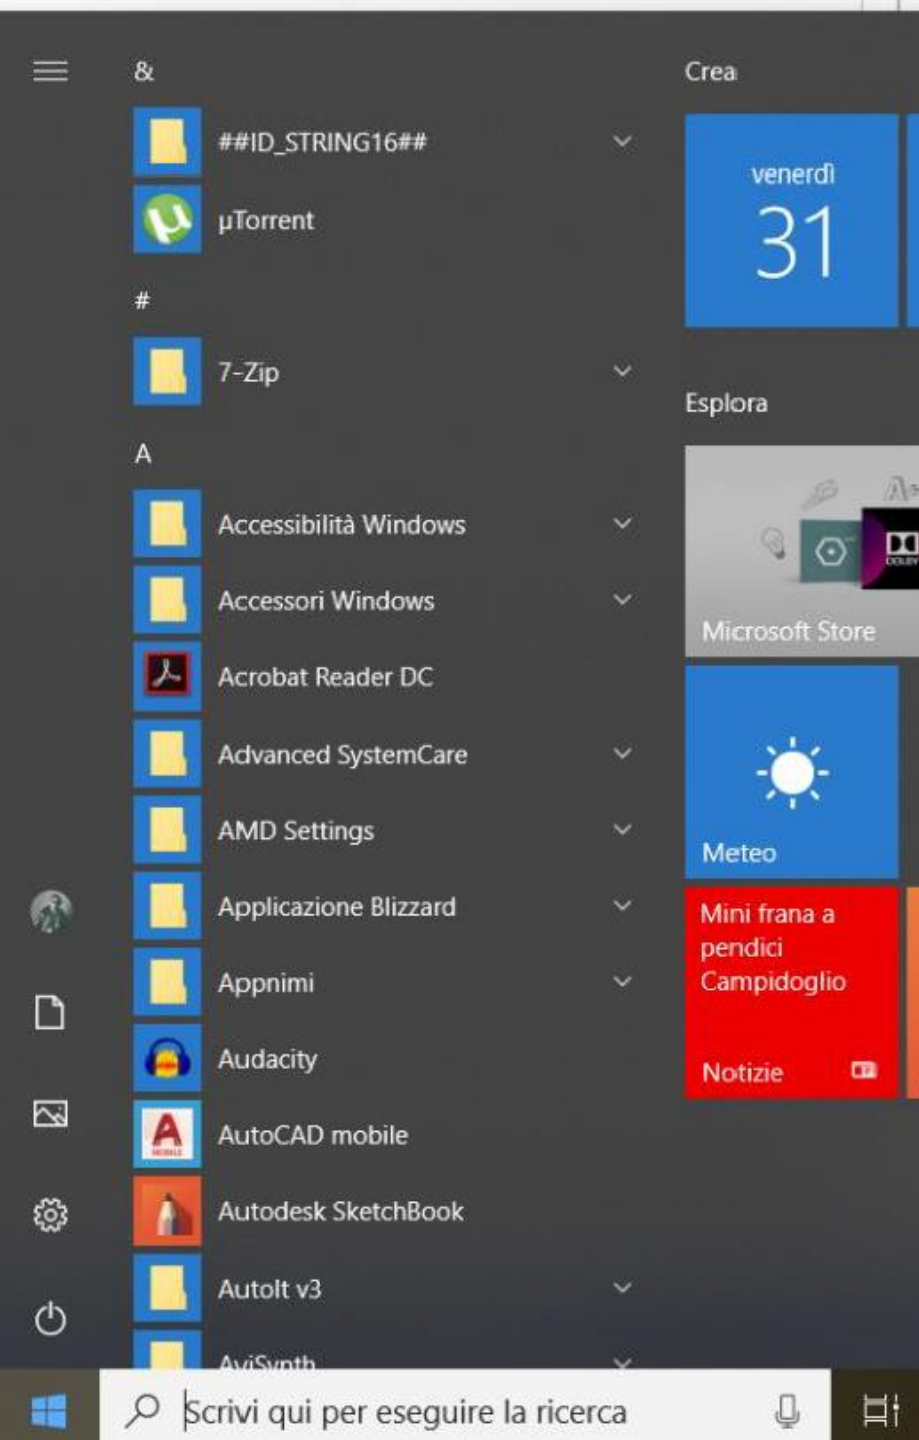 &
##ID_STRING16##
µTorrent
#
7-Zip
A
Accessibilità Windows
Accessori Windows
Acrobat Reader DC
Advanced SystemCare
AMD Settings
Applicazione Blizzard
Appnimi
Audacity
AutoCAD mobile
Autodesk SketchBook
AutoIt v3
AviSynth
Crea
venerdì
31
Esplora
DOLBY
Microsoft Store
Meteo
Mini frana a
pendici
Campidoglio
Notizie
Scrivi qui per eseguire la ricerca